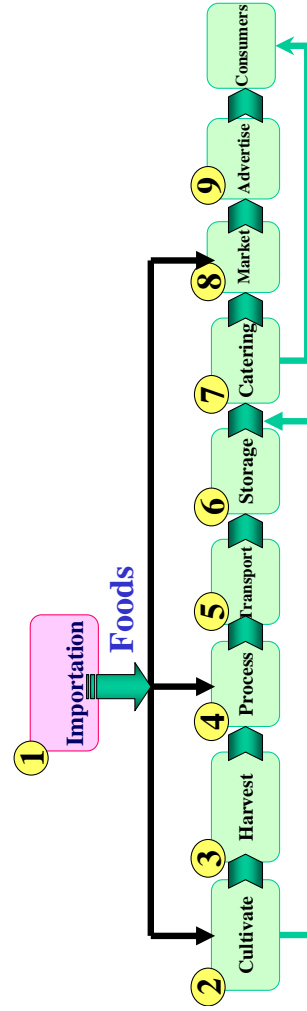 1
Importation
Foods
2
Cultivate
3
Harvest
4
Process
5
Transport
6
Storage
7
Catering
8
Market
9
Advertise
Consumers